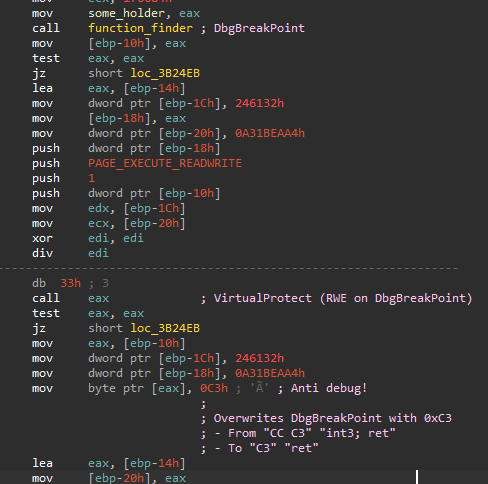 mov some_holder, eax
call function_finder ; DbgBreakPoint
mov [ebp-10h], eax
test eax, eax
jz short loc_3B24EB
lea eax, [ebp-14h]
mov dword ptr [ebp-1Ch], 246132h
mov [ebp-18h], eax
mov dword ptr [ebp-20h], 0A31BEAA4h
push dword ptr [ebp-18h]
push PAGE_EXECUTE_READWRITE
push 1
push dword ptr [ebp-10h]
mov edx, [ebp-1Ch]
mov ecx, [ebp-20h]
xor edi, edi
div edi
db 33h ; 3
call eax ; VirtualProtect (RWE on DbgBreakPoint)
test eax, eax
jz short loc_3B24EB
mov eax, [ebp-10h]
mov dword ptr [ebp-1Ch], 246132h
mov dword ptr [ebp-18h], 0A31BEAA4h
mov byte ptr [eax], 0C3h ; 'Ã' ; Anti debug!
;
; Overwrites DbgBreakPoint with 0xC3
; - From "CC C3" "int3; ret"
; - To "C3" "ret"
lea eax, [ebp-14h]
mov [ebp-20h], eax